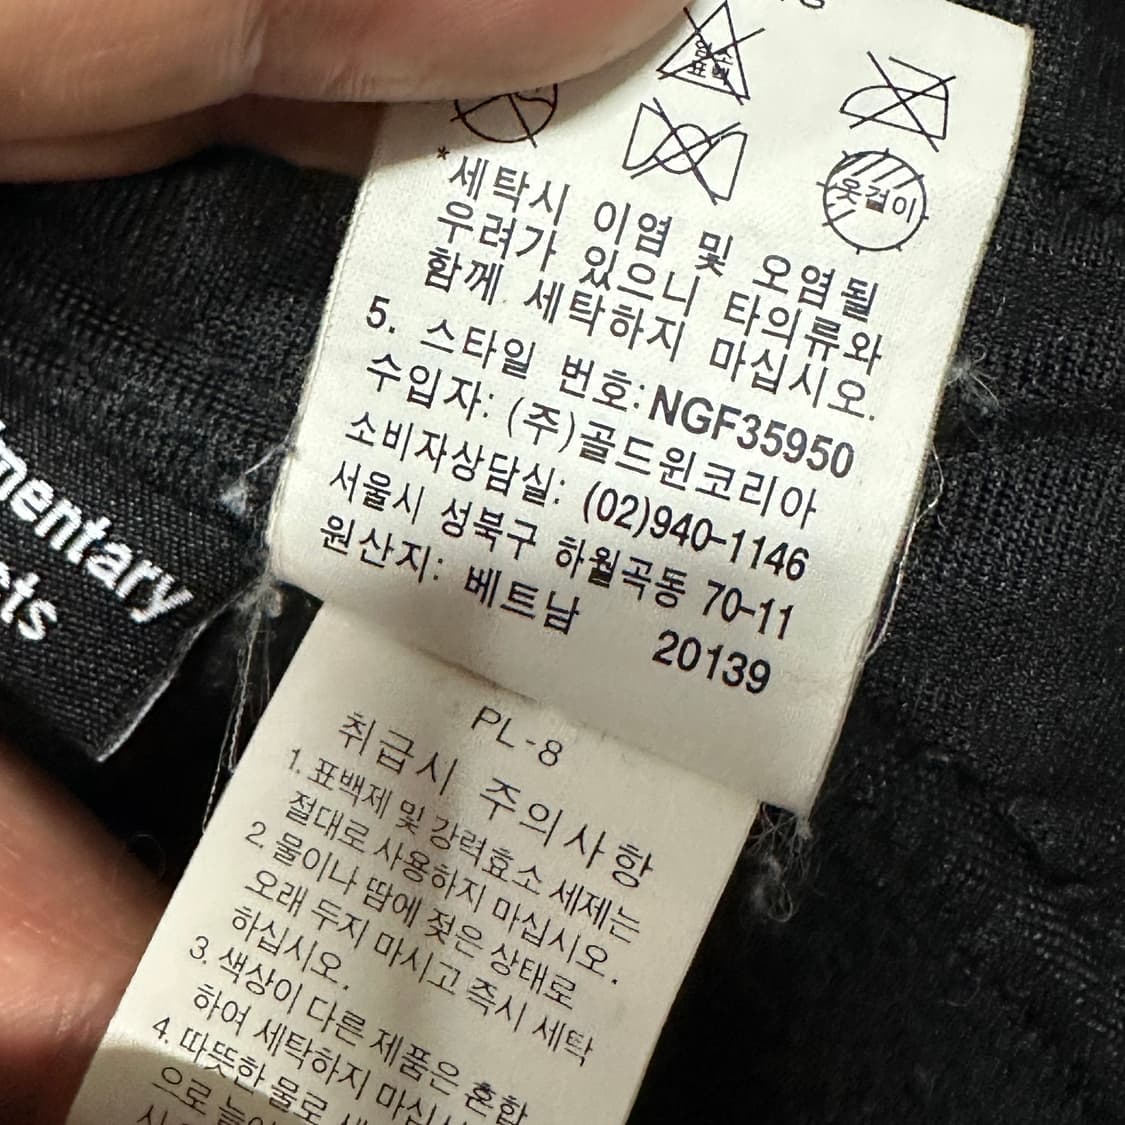 염소
표백
옷걸이
*세탁시 이염 및 오염될
우려가 있으니 타의류와
함께 세탁하지 마십시오.
5. 스타일 번호:NGF35950
수입자: (주)골드윈코리아
소비자상담실: (02)940-1146
서울시 성북구 하월곡동 70-11
원산지: 베트남 20139
PL-8
취급시 주의사항
1. 표백제 및 강력효소 세제는
절대로 사용하지 마십시오.
2. 물이나 땀에 젖은 상태로
오래 두지 마시고 즉시 세탁
하십시오.
3. 색상이 다른 제품은 혼합
하여 세탁하지
4. 따뜻한 물로